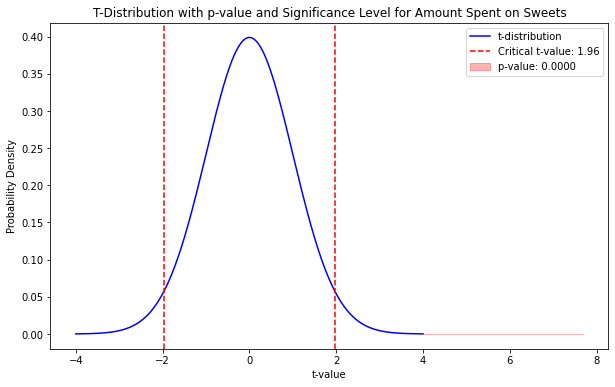 T-Distribution with p-value and Significance Level for Amount Spent on Sweets
t-distribution
Critical t-value: 1.96
p-value: 0.0000
0.40
0.35
0.30
0.25
0.20
0.15
0.10
0.05
0.00
Probability Density
−4
−2
0
2
4
6
8
t-value